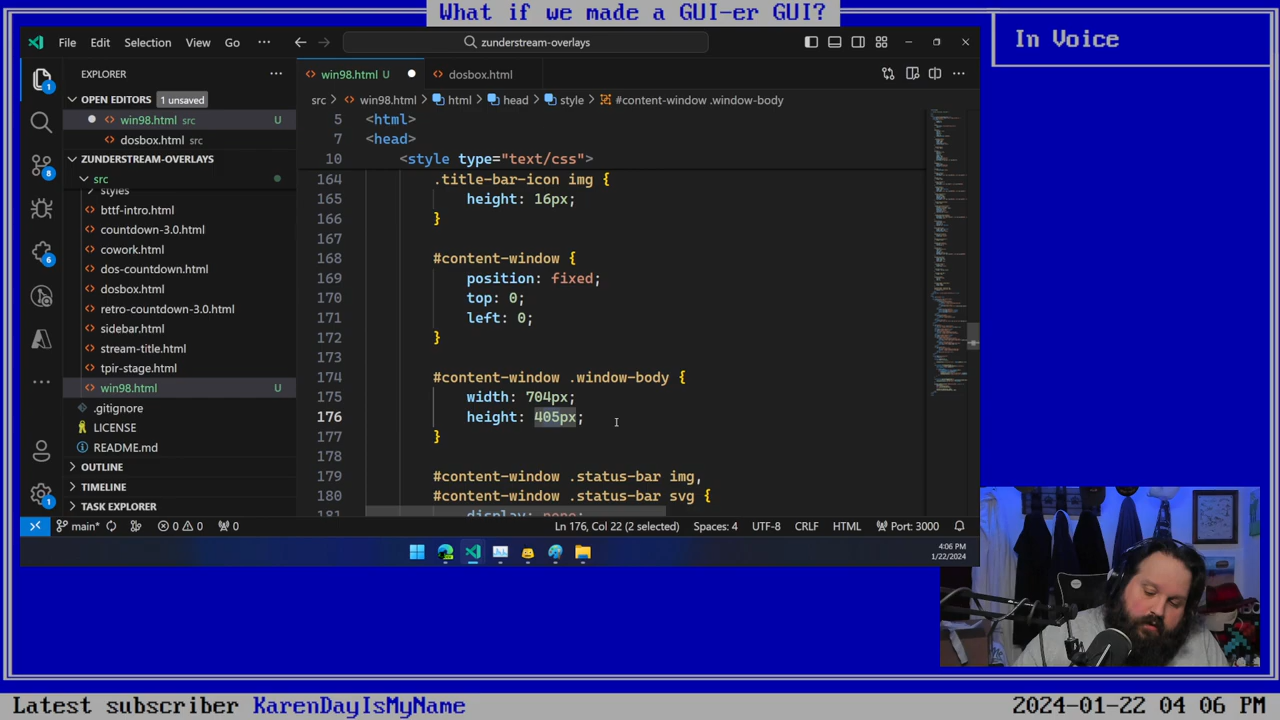 What if we made a GUI-er GUI?
In Voice
File Edit Selection View Go ··· zunderstream-overlays
EXPLORER ···
win98.html U
dosbox.html
OPEN EDITORS 1 unsaved
src > win98.html > html > head > style > #content-window .window-body
win98.html src U
dosbox.html src
ZUNDERSTREAM-OVERLAYS
src
styles
bttf-intro.html
countdown-3.0.html
cowork.html
dos-countdown.html
dosbox.html
retro-countdown-3.0.html
sidebar.html
stream-title.html
tpir-stage.html
win98.html U
.gitignore
LICENSE
README.md
OUTLINE
TIMELINE
TASK EXPLORER
5 <html>
7 <head>
10 <style type="text/css">
164 .title-bar-icon img {
165 height: 16px;
166 }
167
168 #content-window {
169 position: fixed;
170 top: 0;
171 left: 0;
172 }
173
174 #content-window .window-body {
175 width: 704px;
176 height: 405px;
177 }
178
179 #content-window .status-bar img,
180 #content-window .status-bar svg {
181 display: none;
main* 0 0 0 Ln 176, Col 22 (2 selected) Spaces: 4 UTF-8 CRLF HTML Port: 3000
4:06 PM
1/22/2024
Latest subscriber KarenDayIsMyName
2024-01-22 04 06 PM